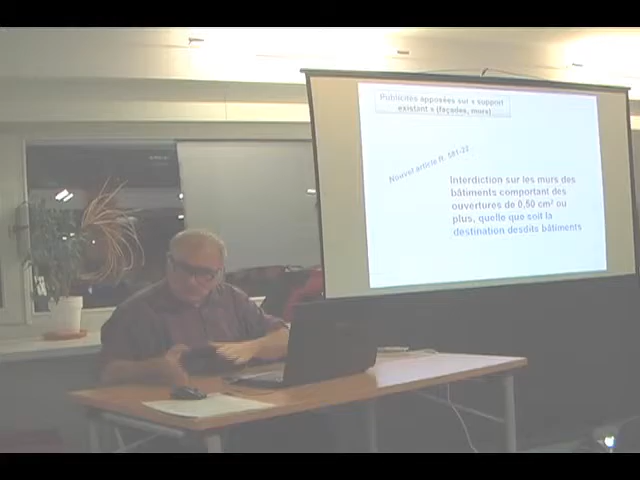 Publicités apposées sur « support
existant « (façades, murs)
Nouvel article R. 581-22
Interdiction sur les murs des
bâtiments comportant des
ouvertures de 0,50 cm² ou
plus, quelle que soit la
destination desdits bâtiments